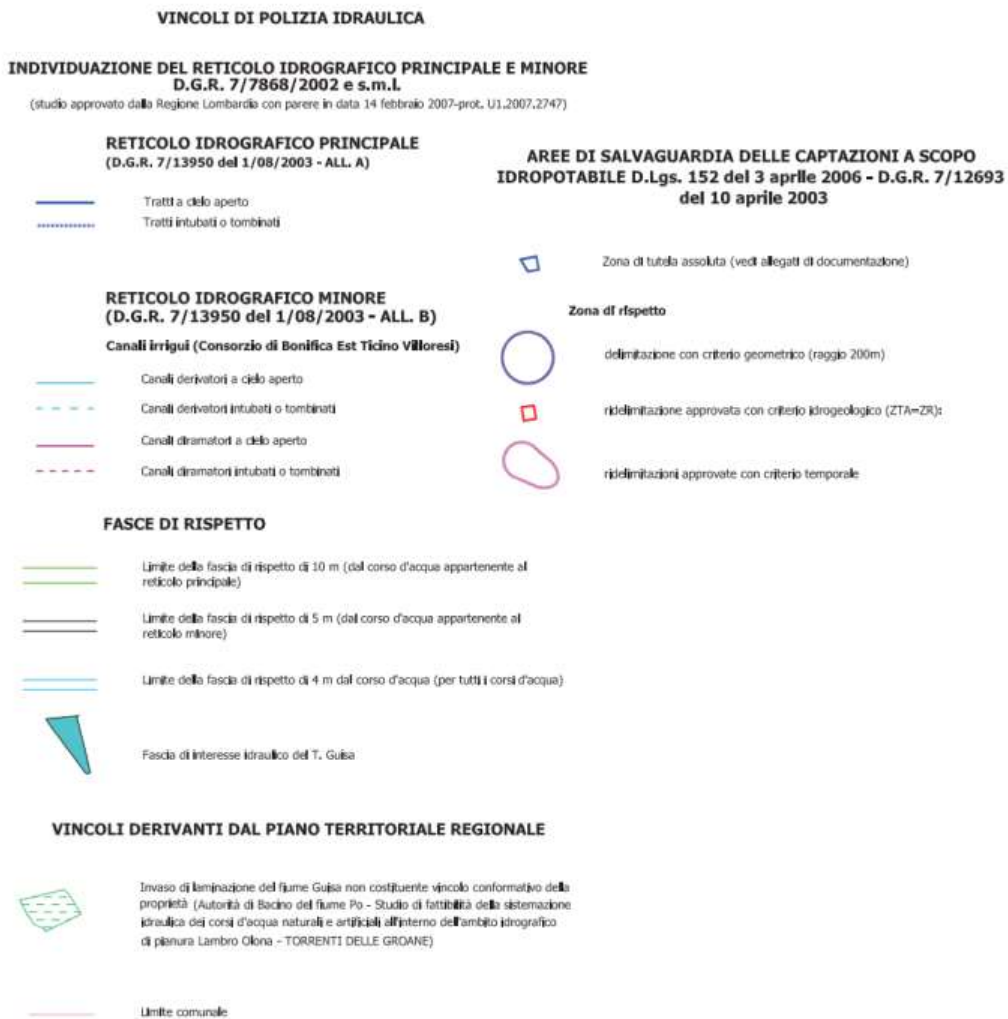 VINCOLI DI POLIZIA IDRAULICA
INDIVIDUAZIONE DEL RETICOLO IDROGRAFICO PRINCIPALE E MINORE
D.G.R. 7/7868/2002 e s.m.l.
(studio approvato dalla Regione Lombardia con parere in data 14 febbraio 2007-prot. U1.2007.2747)
RETICOLO IDROGRAFICO PRINCIPALE
(D.G.R. 7/13950 del 1/08/2003 - ALL. A)
Tratti a cielo aperto
Tratti intubati o tombinati
RETICOLO IDROGRAFICO MINORE
(D.G.R. 7/13950 del 1/08/2003 - ALL. B)
Canali irrigui (Consorzio di Bonifica Est Ticino Villoresi)
Canali derivatori a cielo aperto
Canali derivatori intubati o tombinati
Canali diramatori a cielo aperto
Canali diramatori intubati o tombinati
FASCE DI RISPETTO
Limite della fascia di rispetto di 10 m (dal corso d'acqua appartenente al
reticolo principale)
Limite della fascia di rispetto di 5 m (dal corso d'acqua appartenente al
reticolo minore)
Limite della fascia di rispetto di 4 m dal corso d'acqua (per tutti i corsi d'acqua)
Fascia di interesse idraulico del T. Guisa
VINCOLI DERIVANTI DAL PIANO TERRITORIALE REGIONALE
Invaso di laminazione del fiume Guisa non costituente vincolo conformativo della
proprietà (Autorità di Bacino del fiume Po - Studio di fattibilità della sistemazione
idraulica dei corsi d'acqua naturali e artificiali all'interno dell'ambito idrografico
di pianura Lambro Olona - TORRENTI DELLE GROANE)
Limite comunale
AREE DI SALVAGUARDIA DELLE CAPTAZIONI A SCOPO
IDROPOTABILE D.Lgs. 152 del 3 aprile 2006 - D.G.R. 7/12693
del 10 aprile 2003
Zona di tutela assoluta (vedi allegati di documentazione)
Zona di rispetto
delimitazione con criterio geometrico (raggio 200m)
ridelimitazione approvata con criterio idrogeologico (ZTA=ZR):
ridelimitazioni approvate con criterio temporale